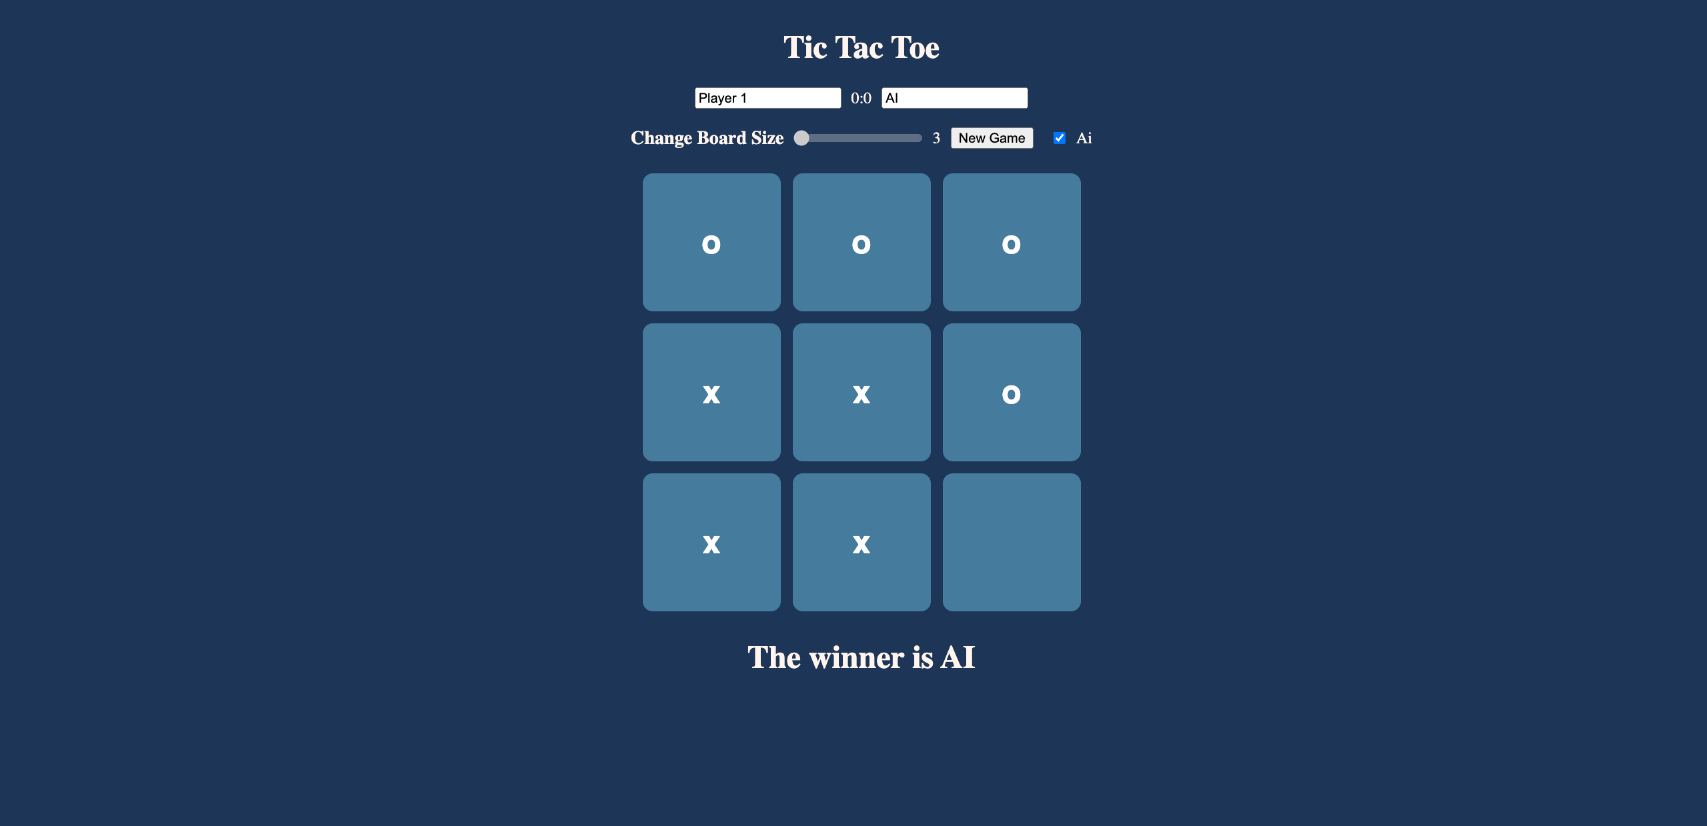 Tic Tac Toe
Player 1 0:0 AI
Change Board Size 3 New Game Ai
o o o
x x o
x x
The winner is AI